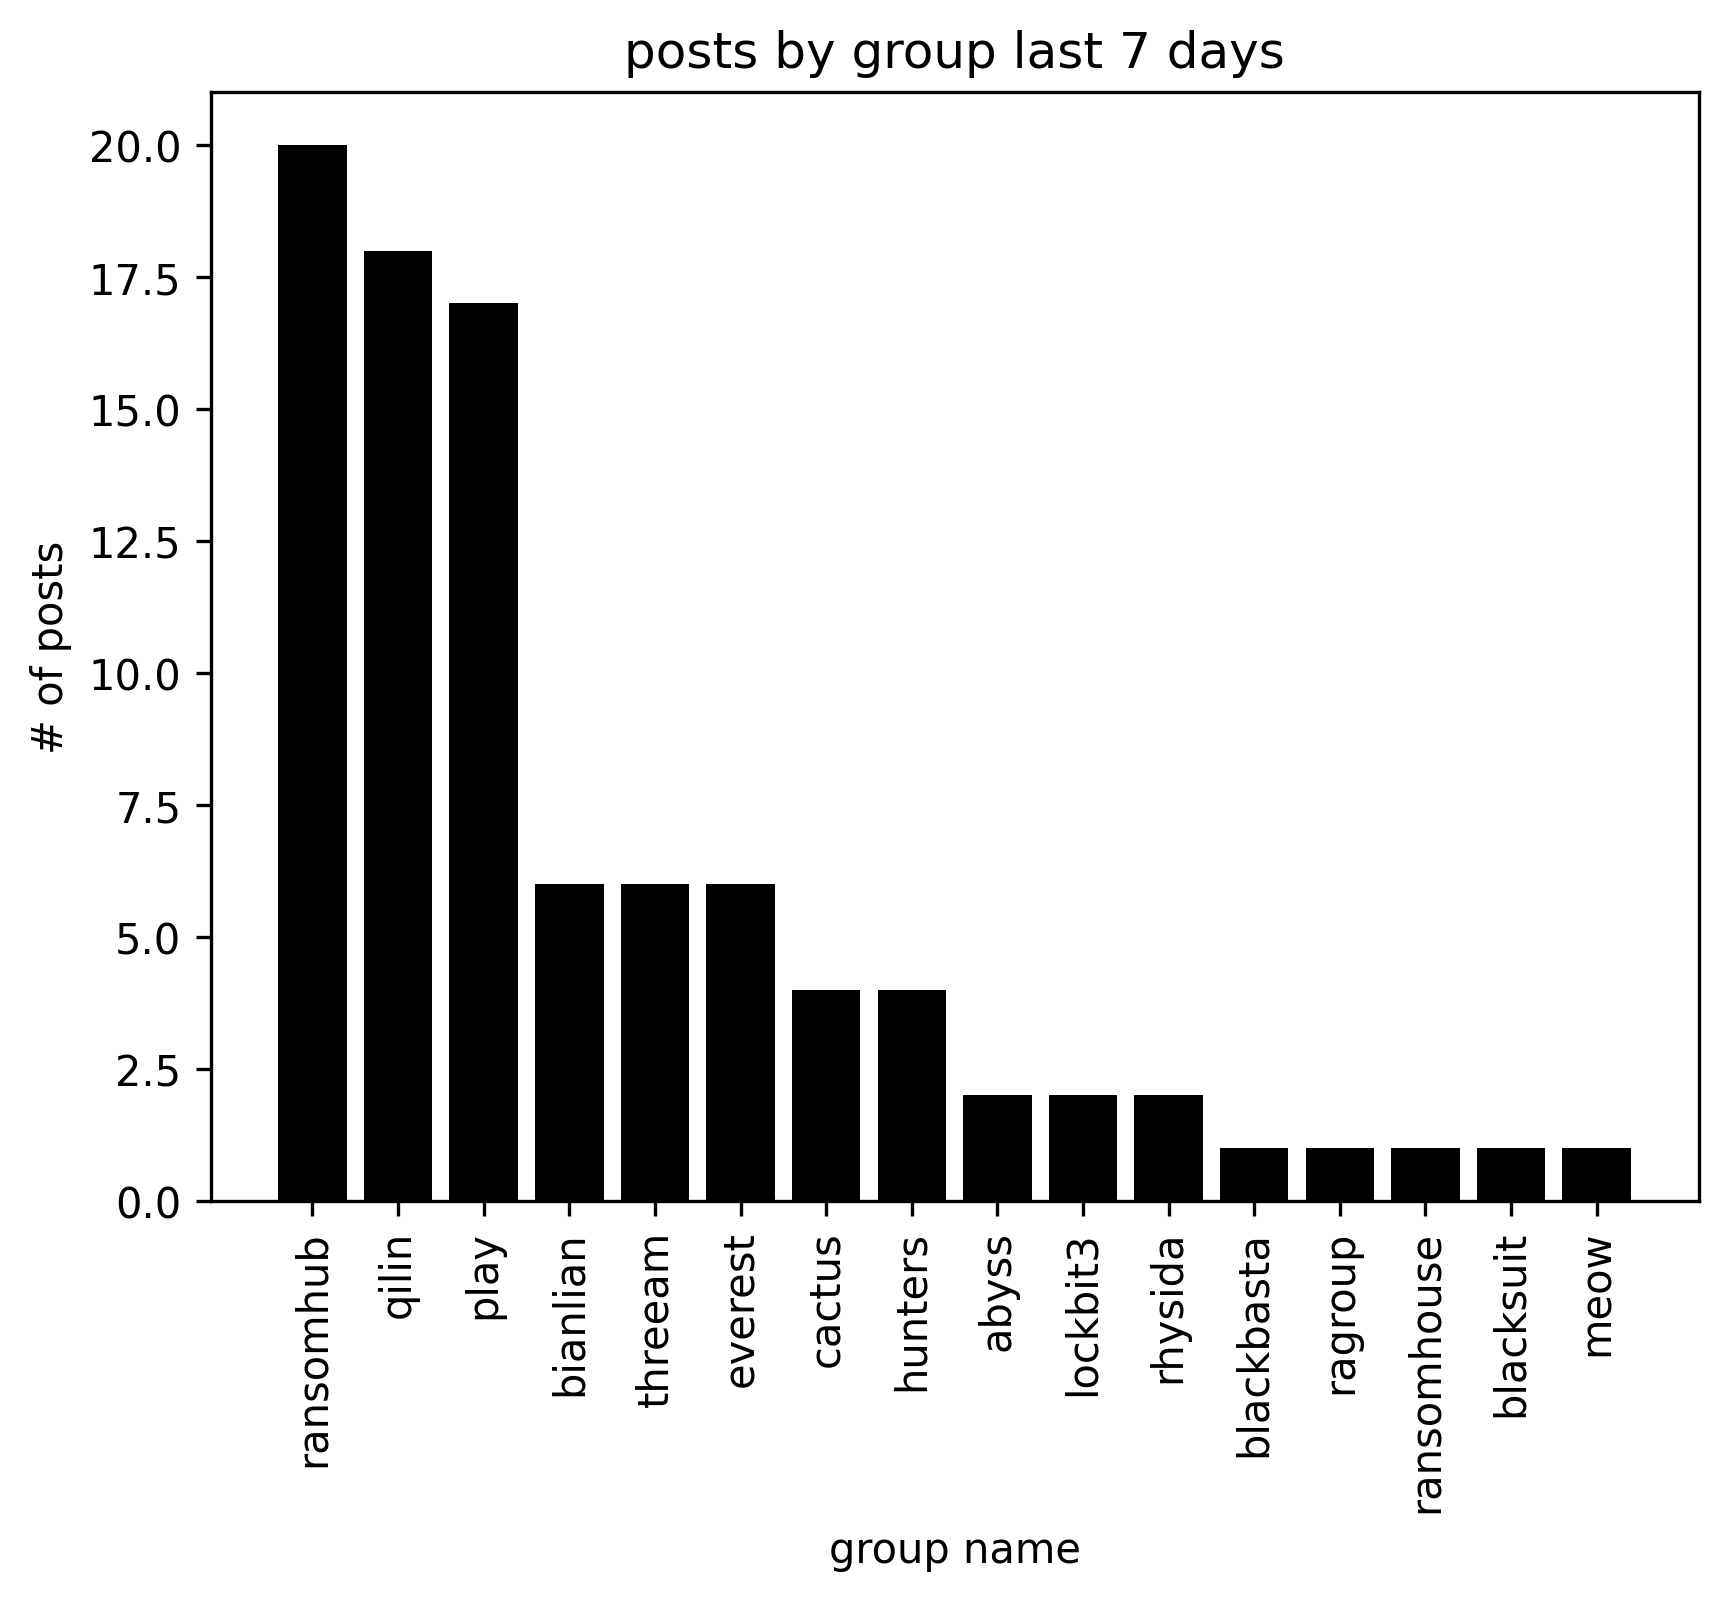 posts by group last 7 days
# of posts
20.0
17.5
15.0
12.5
10.0
7.5
5.0
2.5
0.0
ransomhub
qilin
play
bianlian
threeam
everest
cactus
hunters
abyss
lockbit3
rhysida
blackbasta
ragroup
ransomhouse
blacksuit
meow
group name